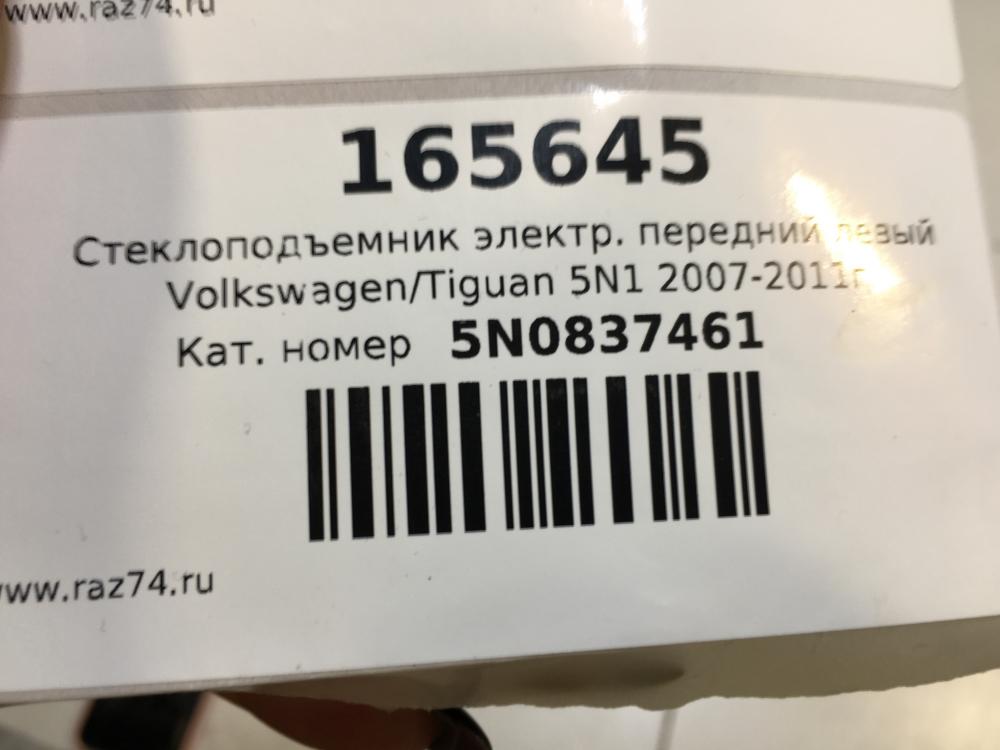 www.raz74.ru
165645
Стеклоподъемник электр. передний левый
Volkswagen/Tiguan 5N1 2007-2011г
Кат. номер 5N0837461
www.raz74.ru